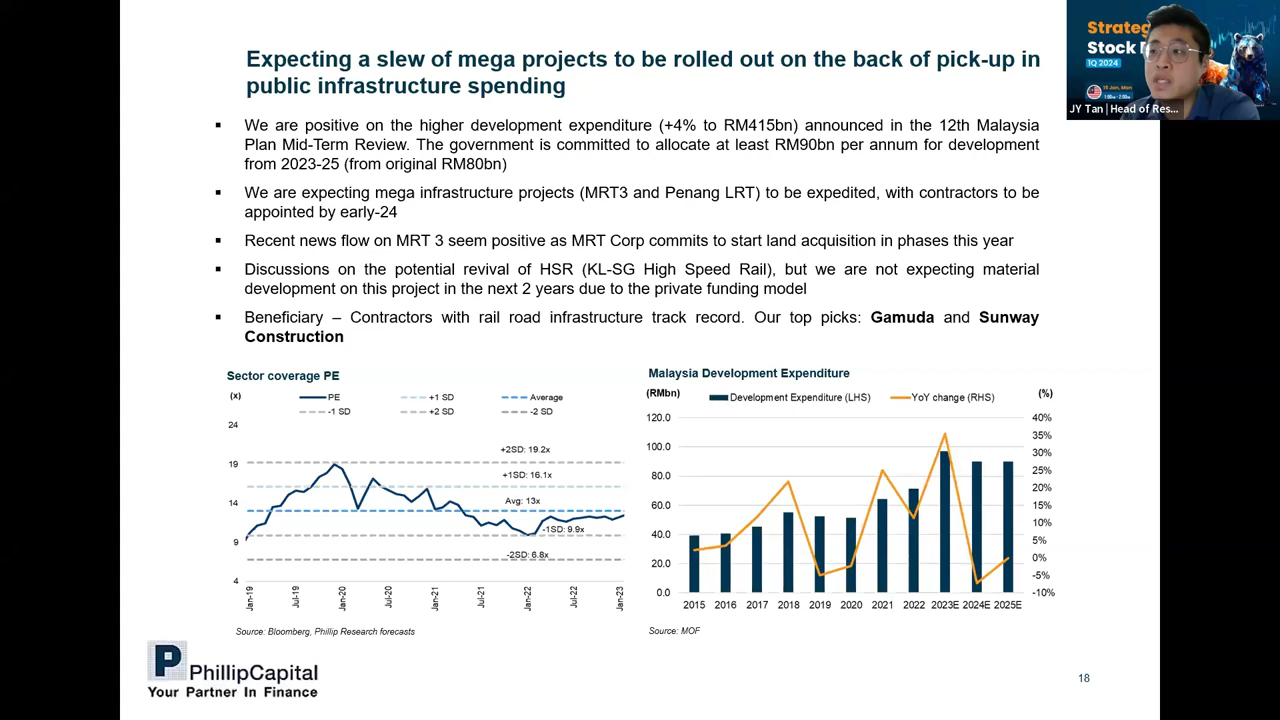 Expecting a slew of mega projects to be rolled out on the back of pick-up in
public infrastructure spending
▪ We are positive on the higher development expenditure (+4% to RM415bn) announced in the 12th Malaysia
Plan Mid-Term Review. The government is committed to allocate at least RM90bn per annum for development
from 2023-25 (from original RM80bn)
▪ We are expecting mega infrastructure projects (MRT3 and Penang LRT) to be expedited, with contractors to be
appointed by early-24
▪ Recent news flow on MRT 3 seem positive as MRT Corp commits to start land acquisition in phases this year
▪ Discussions on the potential revival of HSR (KL-SG High Speed Rail), but we are not expecting material
development on this project in the next 2 years due to the private funding model
▪ Beneficiary – Contractors with rail road infrastructure track record. Our top picks: Gamuda and Sunway
Construction
Sector coverage PE
(x)
PE +1 SD Average
-1 SD +2 SD -2 SD
24
19
14
9
4
+2SD: 19.2x
+1SD: 16.1x
Avg: 13x
-1SD: 9.9x
-2SD: 6.8x
Jan-19 Jul-19 Jan-20 Jul-20 Jan-21 Jul-21 Jan-22 Jul-22 Jan-23
Source: Bloomberg, Phillip Research forecasts
Malaysia Development Expenditure
(RMbn) (%)
Development Expenditure (LHS) YoY change (RHS)
120.0
100.0
80.0
60.0
40.0
20.0
0.0
40%
35%
30%
25%
20%
15%
10%
5%
0%
-5%
-10%
2015 2016 2017 2018 2019 2020 2021 2022 2023E 2024E 2025E
Source: MOF
P PhillipCapital
Your Partner In Finance
18
Strateg
Stock
1Q 2024
JY Tan | Head of Res...